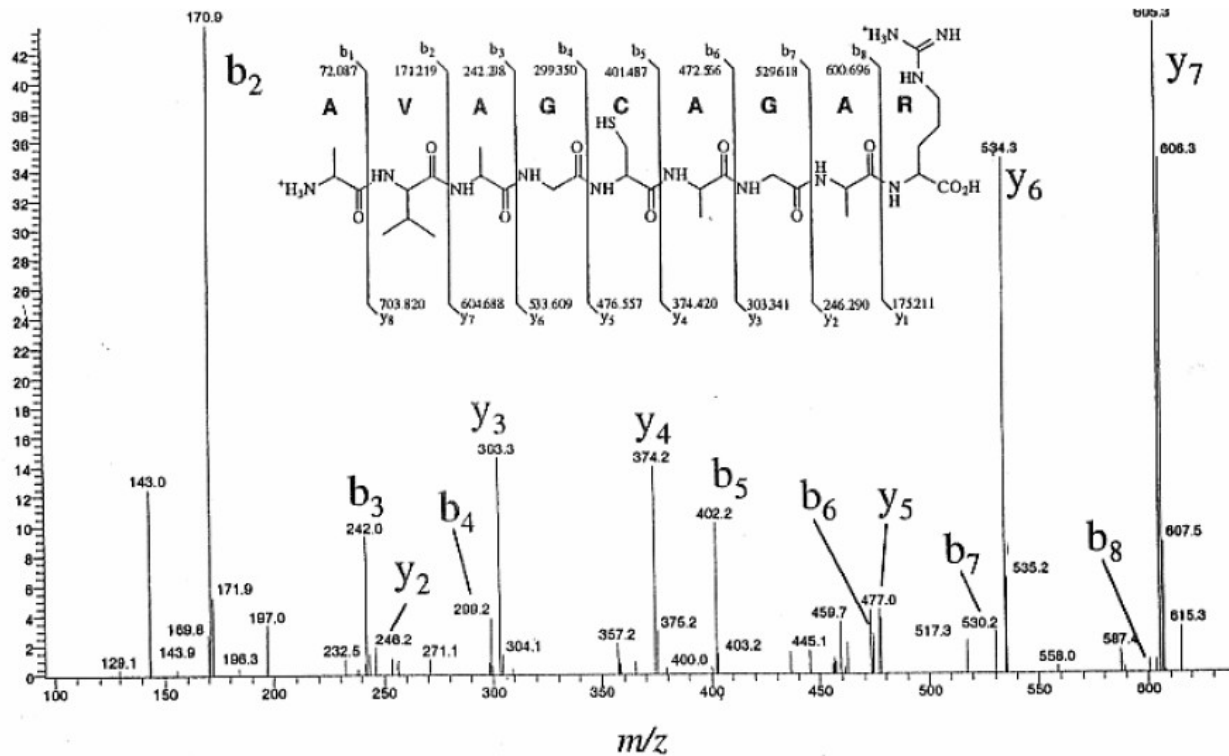 170.9
605.3
42
40
38
36
34
32
30
28
26
24
22
20
18
16
14
12
10
8
6
4
2
0
b₂
y₇
b₁ b₂ b₃ b₄ b₅ b₆ b₇ b₈
72.087 171.219 299.350 401.487 472.566 529.618 600.696
A V A G C A G A R
⁺H₃N NH
HN
HS
O O O O
H H
⁺H₃N HN NH NH HN NH NH N N CO₂H
O O O O
703.820 604.688 533.609 476.557 374.420 303.341 246.290 175.211
y₈ y₇ y₆ y₅ y₄ y₃ y₂ y₁
534.3
y₆
606.3
y₃
303.3
y₄
374.2
143.0
b₃
242.0
b₄
299.2
b₅
402.2
b₆
y₅
477.0
b₇
530.2
b₈
607.5
535.2
y₂
246.2
171.9
197.0
169.8
143.9
129.1
196.3
232.5
271.1
304.1
357.2
375.2
400.0
403.2
445.1
459.7
517.3
558.0
587.4
615.3
100 150 200 250 300 350 400 450 500 550 600
m/z